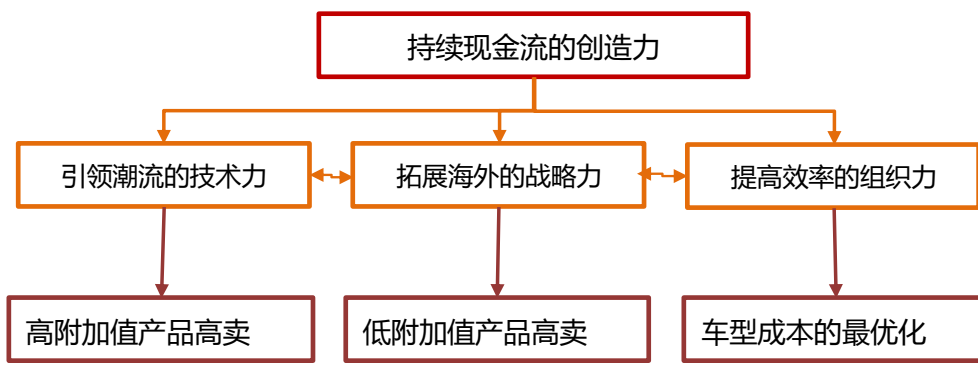 持续现金流的创造力
引领潮流的技术力
拓展海外的战略力
提高效率的组织力
高附加值产品高卖
低附加值产品高卖
车型成本的最优化